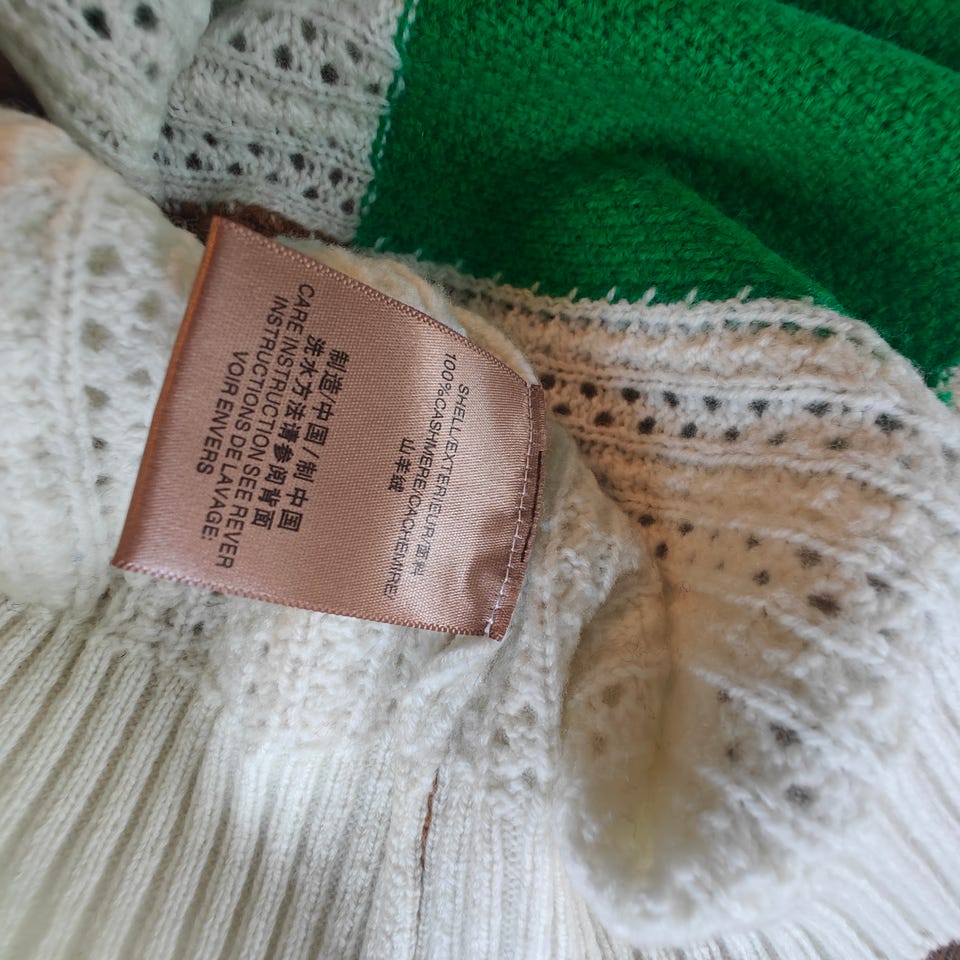 SHELL/EXTERIEUR/面料
100%CASHMERE/CACHEMIRE
山羊绒
制造/中国/制 中国
洗水方法请参阅背面
CARE INSTRUCTION SEE REVER
INSTRUCTIONS DE LAVAGE:
VOIR ENVERS